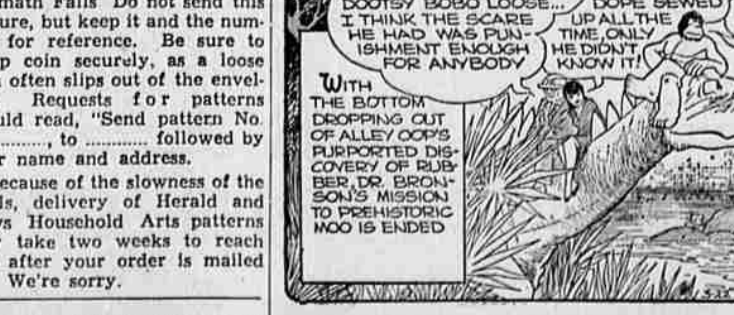 math Falls Do not send this
ure, but keep it and the num-
for reference. Be sure to
p coin securely, as a loose
often slips out of the envel-
Requests for patterns
uld read, "Send pattern No.
............, to ............ followed by
r name and address.
ecause of the slowness of the
ls, delivery of Herald and
ws Household Arts patterns
take two weeks to reach
after your order is mailed
We're sorry.
DOOTSY BOBO LOOSE...
I THINK THE SCARE
HE HAD WAS PUN-
ISHMENT ENOUGH
FOR ANYBODY
DOPE SEWED
UP ALL THE
TIME, ONLY
HE DIDN'T
KNOW IT!
WITH
THE BOTTOM
DROPPING OUT
OF ALLEY OOP'S
PURPORTED DIS-
COVERY OF RUB-
BER, DR. BRON-
SON'S MISSION
TO PREHISTORIC
MOO IS ENDED